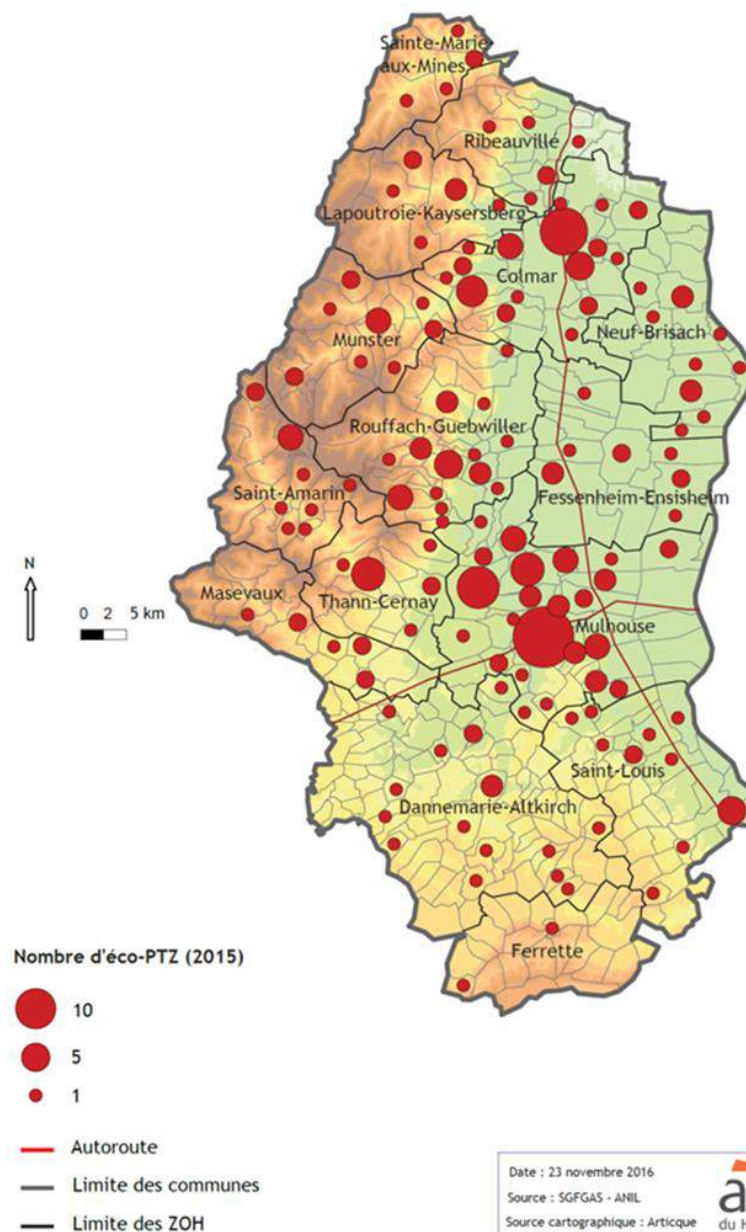 Sainte-Marie-
aux-Mines
Ribeauvillé
Lapoutroie-Kaysersberg
Colmar
Neuf-Brisach
Munster
Rouffach-Guebwiller
Saint-Amarin
Fessenheim-Ensisheim
Masevaux
Thann-Cernay
Mulhouse
N
0 2 5 km
Saint-Louis
Dannemarie-Altkirch
Ferrette
Nombre d'éco-PTZ (2015)
10
5
1
Autoroute
Limite des communes
Limite des ZOH
Date : 23 novembre 2016
Source : SGFGAS - ANIL
Source cartographique : Articque
a
du H